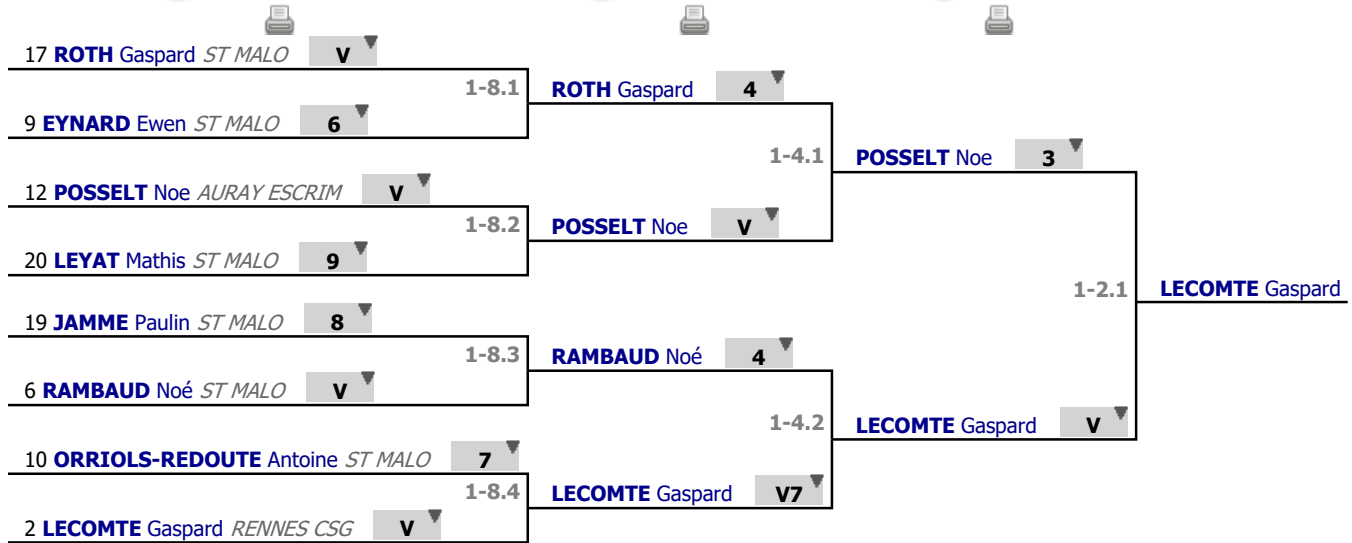 17 ROTH Gaspard ST MALO V
1-8.1
ROTH Gaspard 4
9 EYNARD Ewen ST MALO 6
1-4.1
POSSELT Noe 3
12 POSSELT Noe AURAY ESCRIM V
1-8.2
POSSELT Noe V
20 LEYAT Mathis ST MALO 9
1-2.1
LECOMTE Gaspard
19 JAMME Paulin ST MALO 8
1-8.3
RAMBAUD Noé 4
6 RAMBAUD Noé ST MALO V
1-4.2
LECOMTE Gaspard V
10 ORRIOLS-REDOUTE Antoine ST MALO 7
1-8.4
LECOMTE Gaspard V7
2 LECOMTE Gaspard RENNES CSG V